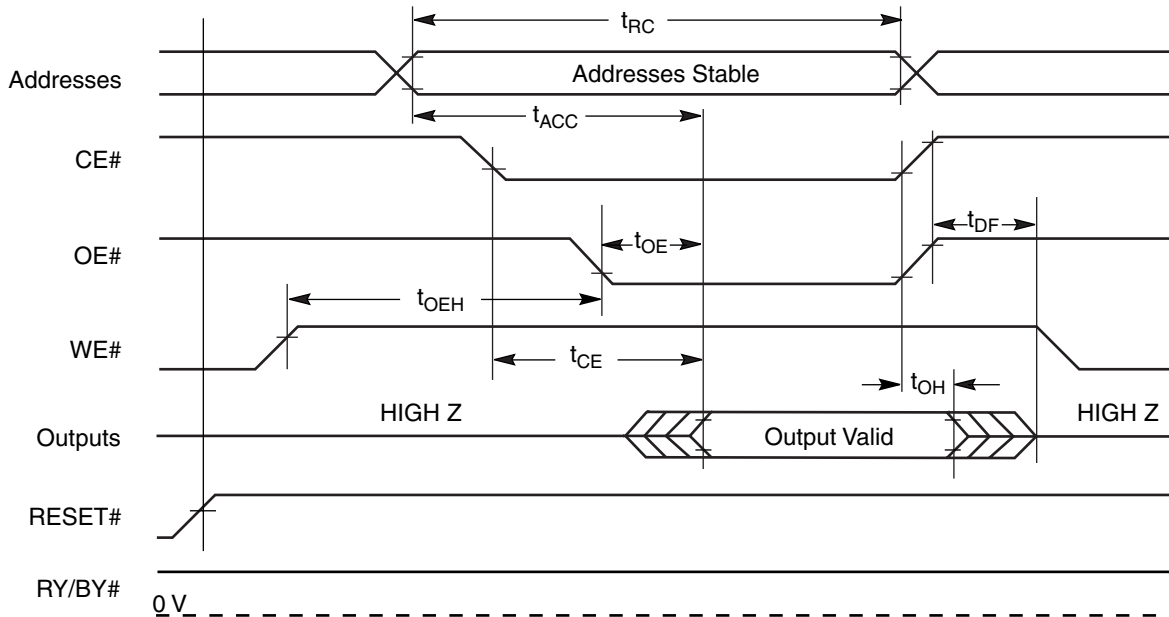 tRC
Addresses
Addresses Stable
tACC
CE#
tDF
tOE
OE#
tOEH
WE#
tCE
tOH
HIGH Z
HIGH Z
Outputs
Output Valid
RESET#
RY/BY#
0 V